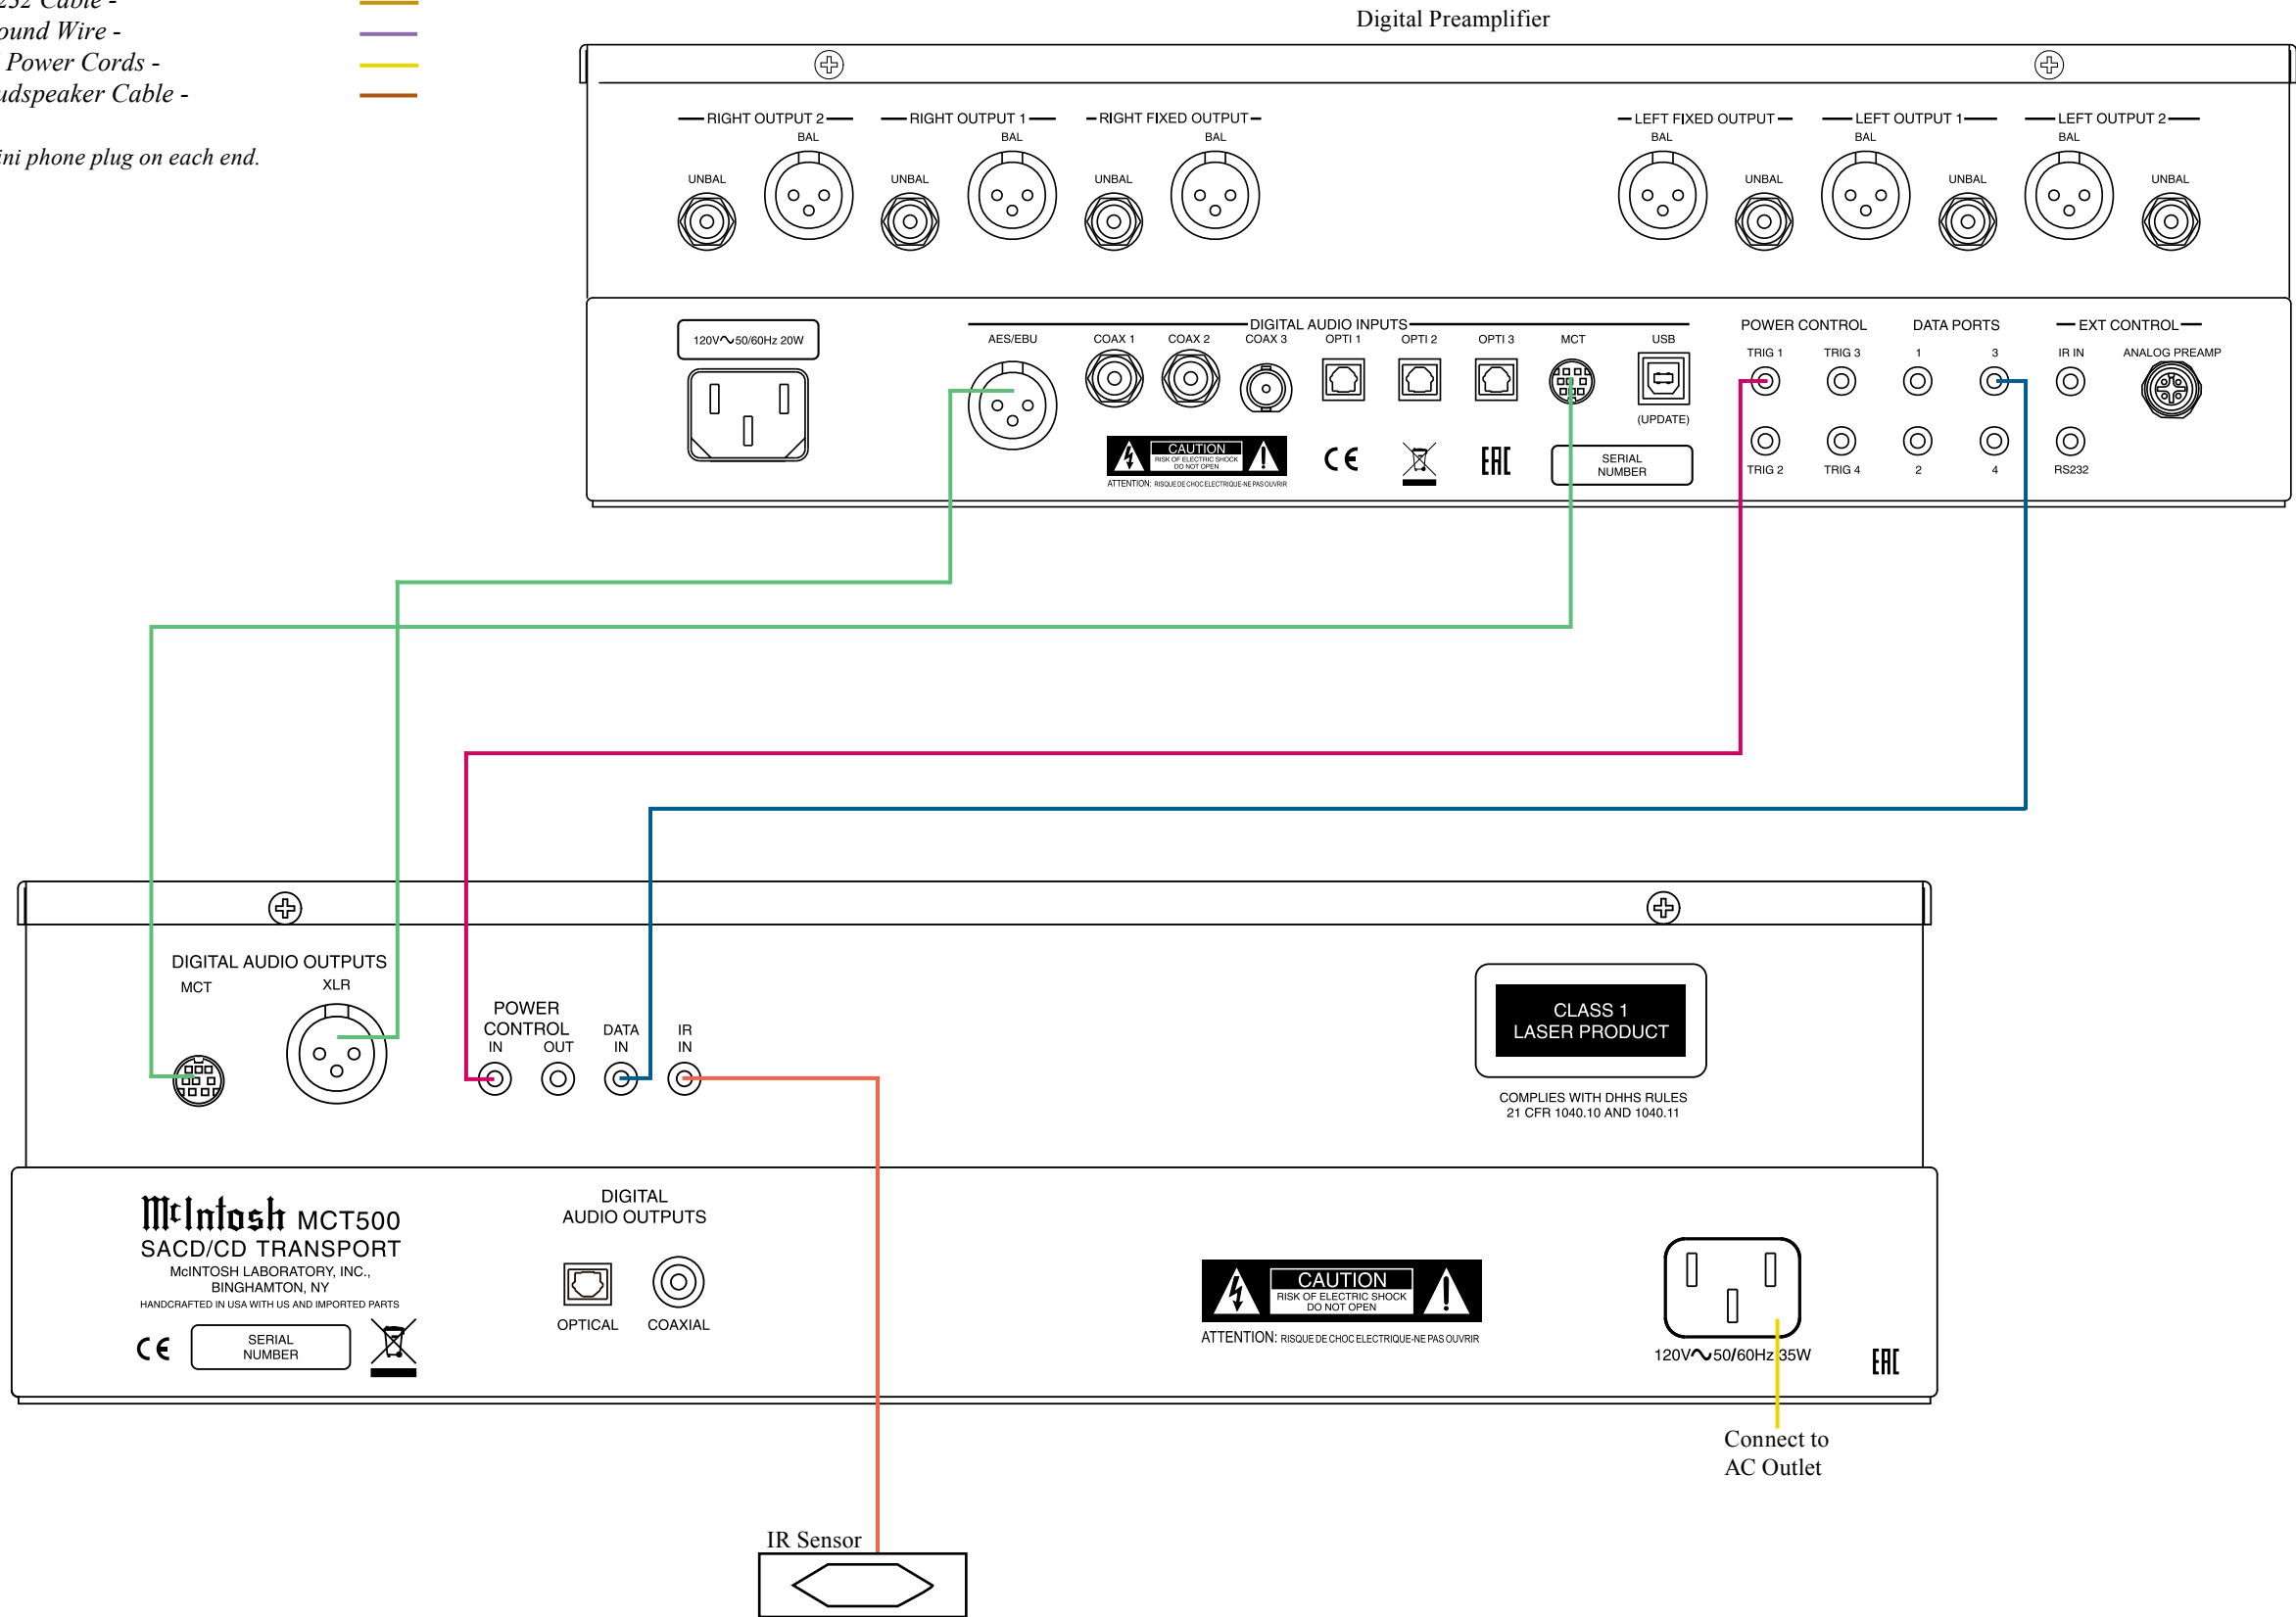 232 Cable -
Power Cords -
mini phone plug on each end.
Digital Preamplifier
RIGHT OUTPUT 2
RIGHT OUTPUT 1
RIGHT FIXED OUTPUT
LEFT FIXED OUTPUT
LEFT OUTPUT 1
LEFT OUTPUT 2
BAL
BAL
BAL
BAL
BAL
BAL
UNBAL
UNBAL
UNBAL
UNBAL
UNBAL
UNBAL
120V~50/60Hz 20W
DIGITAL AUDIO INPUTS
AES/EBU
COAX 1
COAX 2
COAX 3
OPTI 1
OPTI 2
OPTI 3
MCT
USB
(UPDATE)
POWER CONTROL
TRIG 1
TRIG 3
TRIG 2
TRIG 4
DATA PORTS
1
3
2
4
EXT CONTROL
IR IN
ANALOG PREAMP
RS232
CAUTION
RISK OF ELECTRIC SHOCK
DO NOT OPEN
ATTENTION: RISQUE DE CHOC ELECTRIQUE-NE PAS OUVRIR
CE
EAC
SERIAL
NUMBER
DIGITAL AUDIO OUTPUTS
MCT
XLR
POWER
CONTROL
IN
OUT
DATA
IN
IR
IN
CLASS 1
LASER PRODUCT
COMPLIES WITH DHHS RULES
21 CFR 1040.10 AND 1040.11
McIntosh MCT500
SACD/CD TRANSPORT
McINTOSH LABORATORY, INC.,
BINGHAMTON, NY
HANDCRAFTED IN USA WITH US AND IMPORTED PARTS
CE
SERIAL
NUMBER
DIGITAL
AUDIO OUTPUTS
OPTICAL
COAXIAL
CAUTION
RISK OF ELECTRIC SHOCK
DO NOT OPEN
ATTENTION: RISQUE DE CHOC ELECTRIQUE-NE PAS OUVRIR
120V~50/60Hz 35W
EAC
Connect to
AC Outlet
IR Sensor